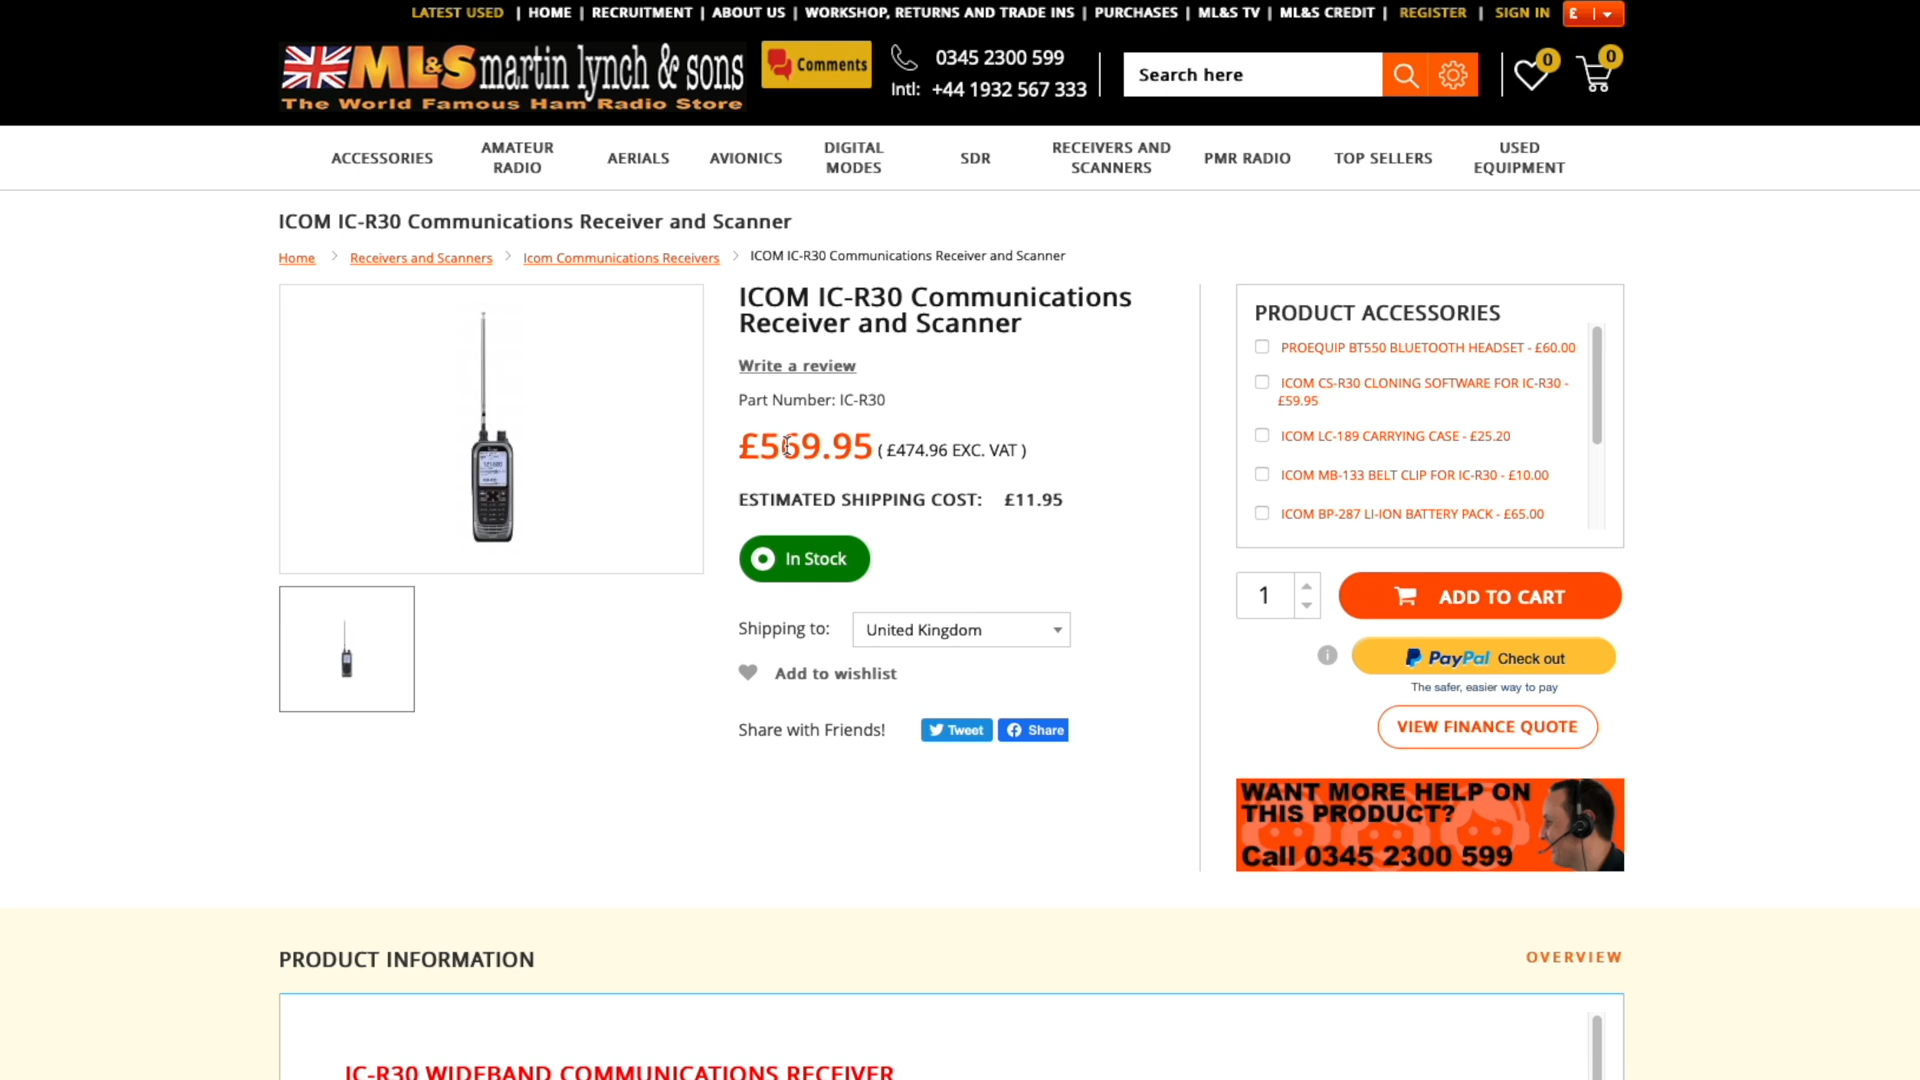 LATEST USED | HOME | RECRUITMENT | ABOUT US | WORKSHOP, RETURNS AND TRADE INS | PURCHASES | ML&S TV | ML&S CREDIT | REGISTER | SIGN IN £
ML&S martin lynch & sons
The World Famous Ham Radio Store
Comments
0345 2300 599
Intl: +44 1932 567 333
Search here
0
0
ACCESSORIES
AMATEUR
RADIO
AERIALS
AVIONICS
DIGITAL
MODES
SDR
RECEIVERS AND
SCANNERS
PMR RADIO
TOP SELLERS
USED
EQUIPMENT
ICOM IC-R30 Communications Receiver and Scanner
Home > Receivers and Scanners > Icom Communications Receivers > ICOM IC-R30 Communications Receiver and Scanner
ICOM IC-R30 Communications
Receiver and Scanner
Write a review
Part Number: IC-R30
£569.95 ( £474.96 EXC. VAT )
ESTIMATED SHIPPING COST: £11.95
In Stock
Shipping to: United Kingdom
Add to wishlist
Share with Friends! Tweet Share
PRODUCT ACCESSORIES
PROEQUIP BT550 BLUETOOTH HEADSET - £60.00
ICOM CS-R30 CLONING SOFTWARE FOR IC-R30 -
£59.95
ICOM LC-189 CARRYING CASE - £25.20
ICOM MB-133 BELT CLIP FOR IC-R30 - £10.00
ICOM BP-287 LI-ION BATTERY PACK - £65.00
1
ADD TO CART
PayPal Check out
The safer, easier way to pay
VIEW FINANCE QUOTE
WANT MORE HELP ON
THIS PRODUCT?
Call 0345 2300 599
PRODUCT INFORMATION
OVERVIEW
IC-R30 WIDEBAND COMMUNICATIONS RECEIVER